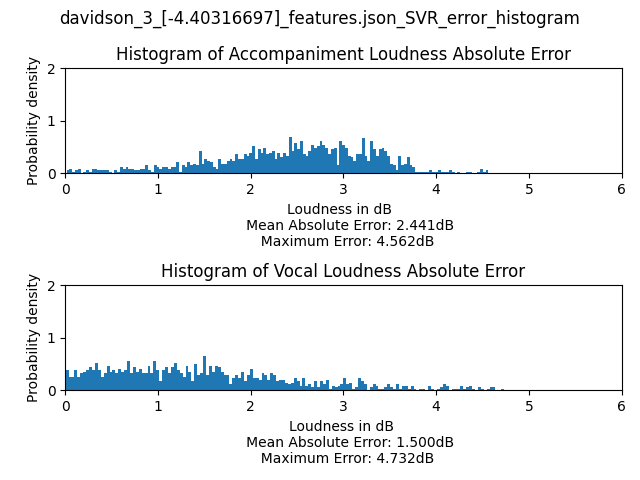 davidson_3_[-4.40316697]_features.json_SVR_error_histogram
Histogram of Accompaniment Loudness Absolute Error
Probability density
2
1
0
0 1 2 3 4 5 6
Loudness in dB
Mean Absolute Error: 2.441dB
Maximum Error: 4.562dB
Histogram of Vocal Loudness Absolute Error
Probability density
2
1
0
0 1 2 3 4 5 6
Loudness in dB
Mean Absolute Error: 1.500dB
Maximum Error: 4.732dB